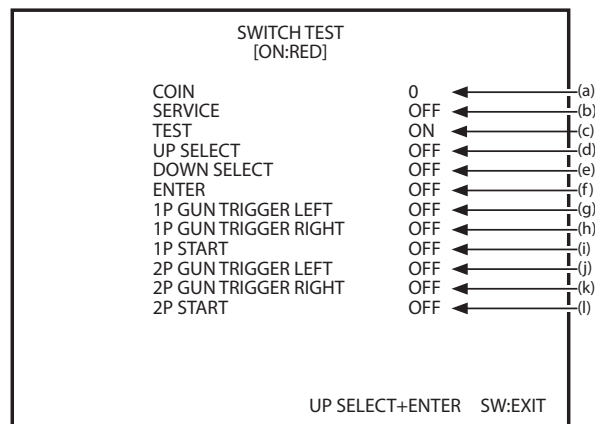 SWITCH TEST
[ON:RED]
COIN 0 (a)
SERVICE OFF (b)
TEST ON (c)
UP SELECT OFF (d)
DOWN SELECT OFF (e)
ENTER OFF (f)
1P GUN TRIGGER LEFT OFF (g)
1P GUN TRIGGER RIGHT OFF (h)
1P START OFF (i)
2P GUN TRIGGER LEFT OFF (j)
2P GUN TRIGGER RIGHT OFF (k)
2P START OFF (l)
UP SELECT+ENTER SW:EXIT